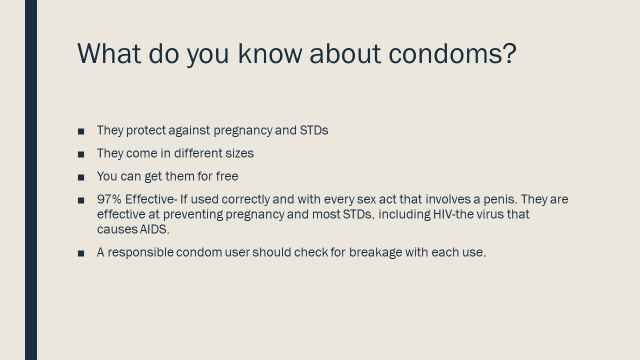 What do you know about condoms?
■ They protect against pregnancy and STDs
■ They come in different sizes
■ You can get them for free
■ 97% Effective- If used correctly and with every sex act that involves a penis. They are
effective at preventing pregnancy and most STDs, including HIV-the virus that
causes AIDS.
■ A responsible condom user should check for breakage with each use.